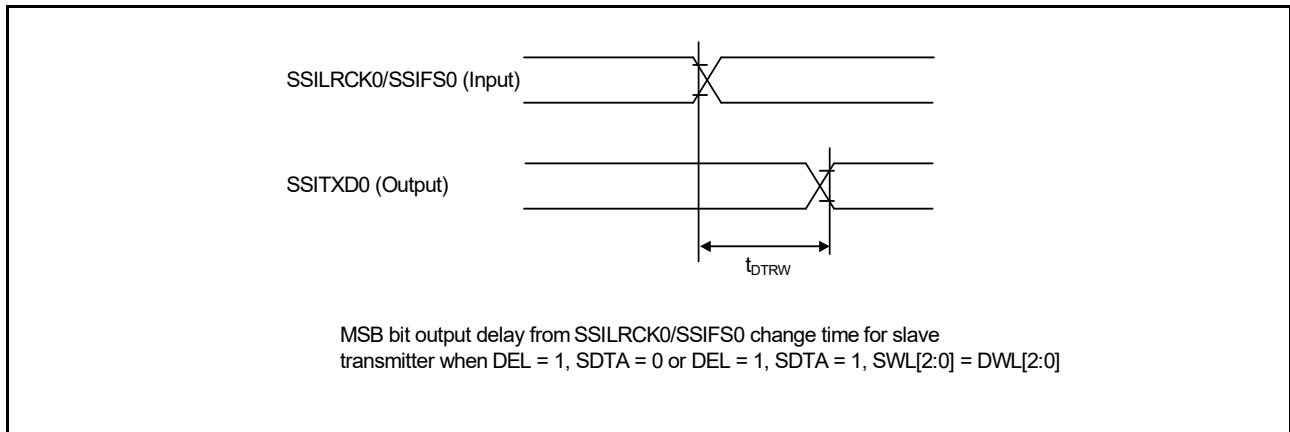 SSILRCK0/SSIFS0 (Input)
SSITXD0 (Output)
tDTRW
MSB bit output delay from SSILRCK0/SSIFS0 change time for slave
transmitter when DEL = 1, SDTA = 0 or DEL = 1, SDTA = 1, SWL[2:0] = DWL[2:0]